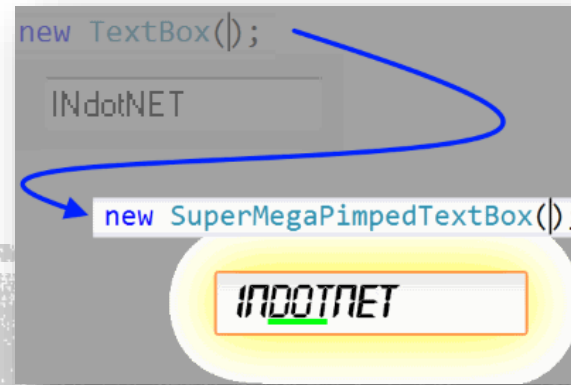 new TextBox();
INdotNET
new SuperMegaPimpedTextBox();
INDOTNET